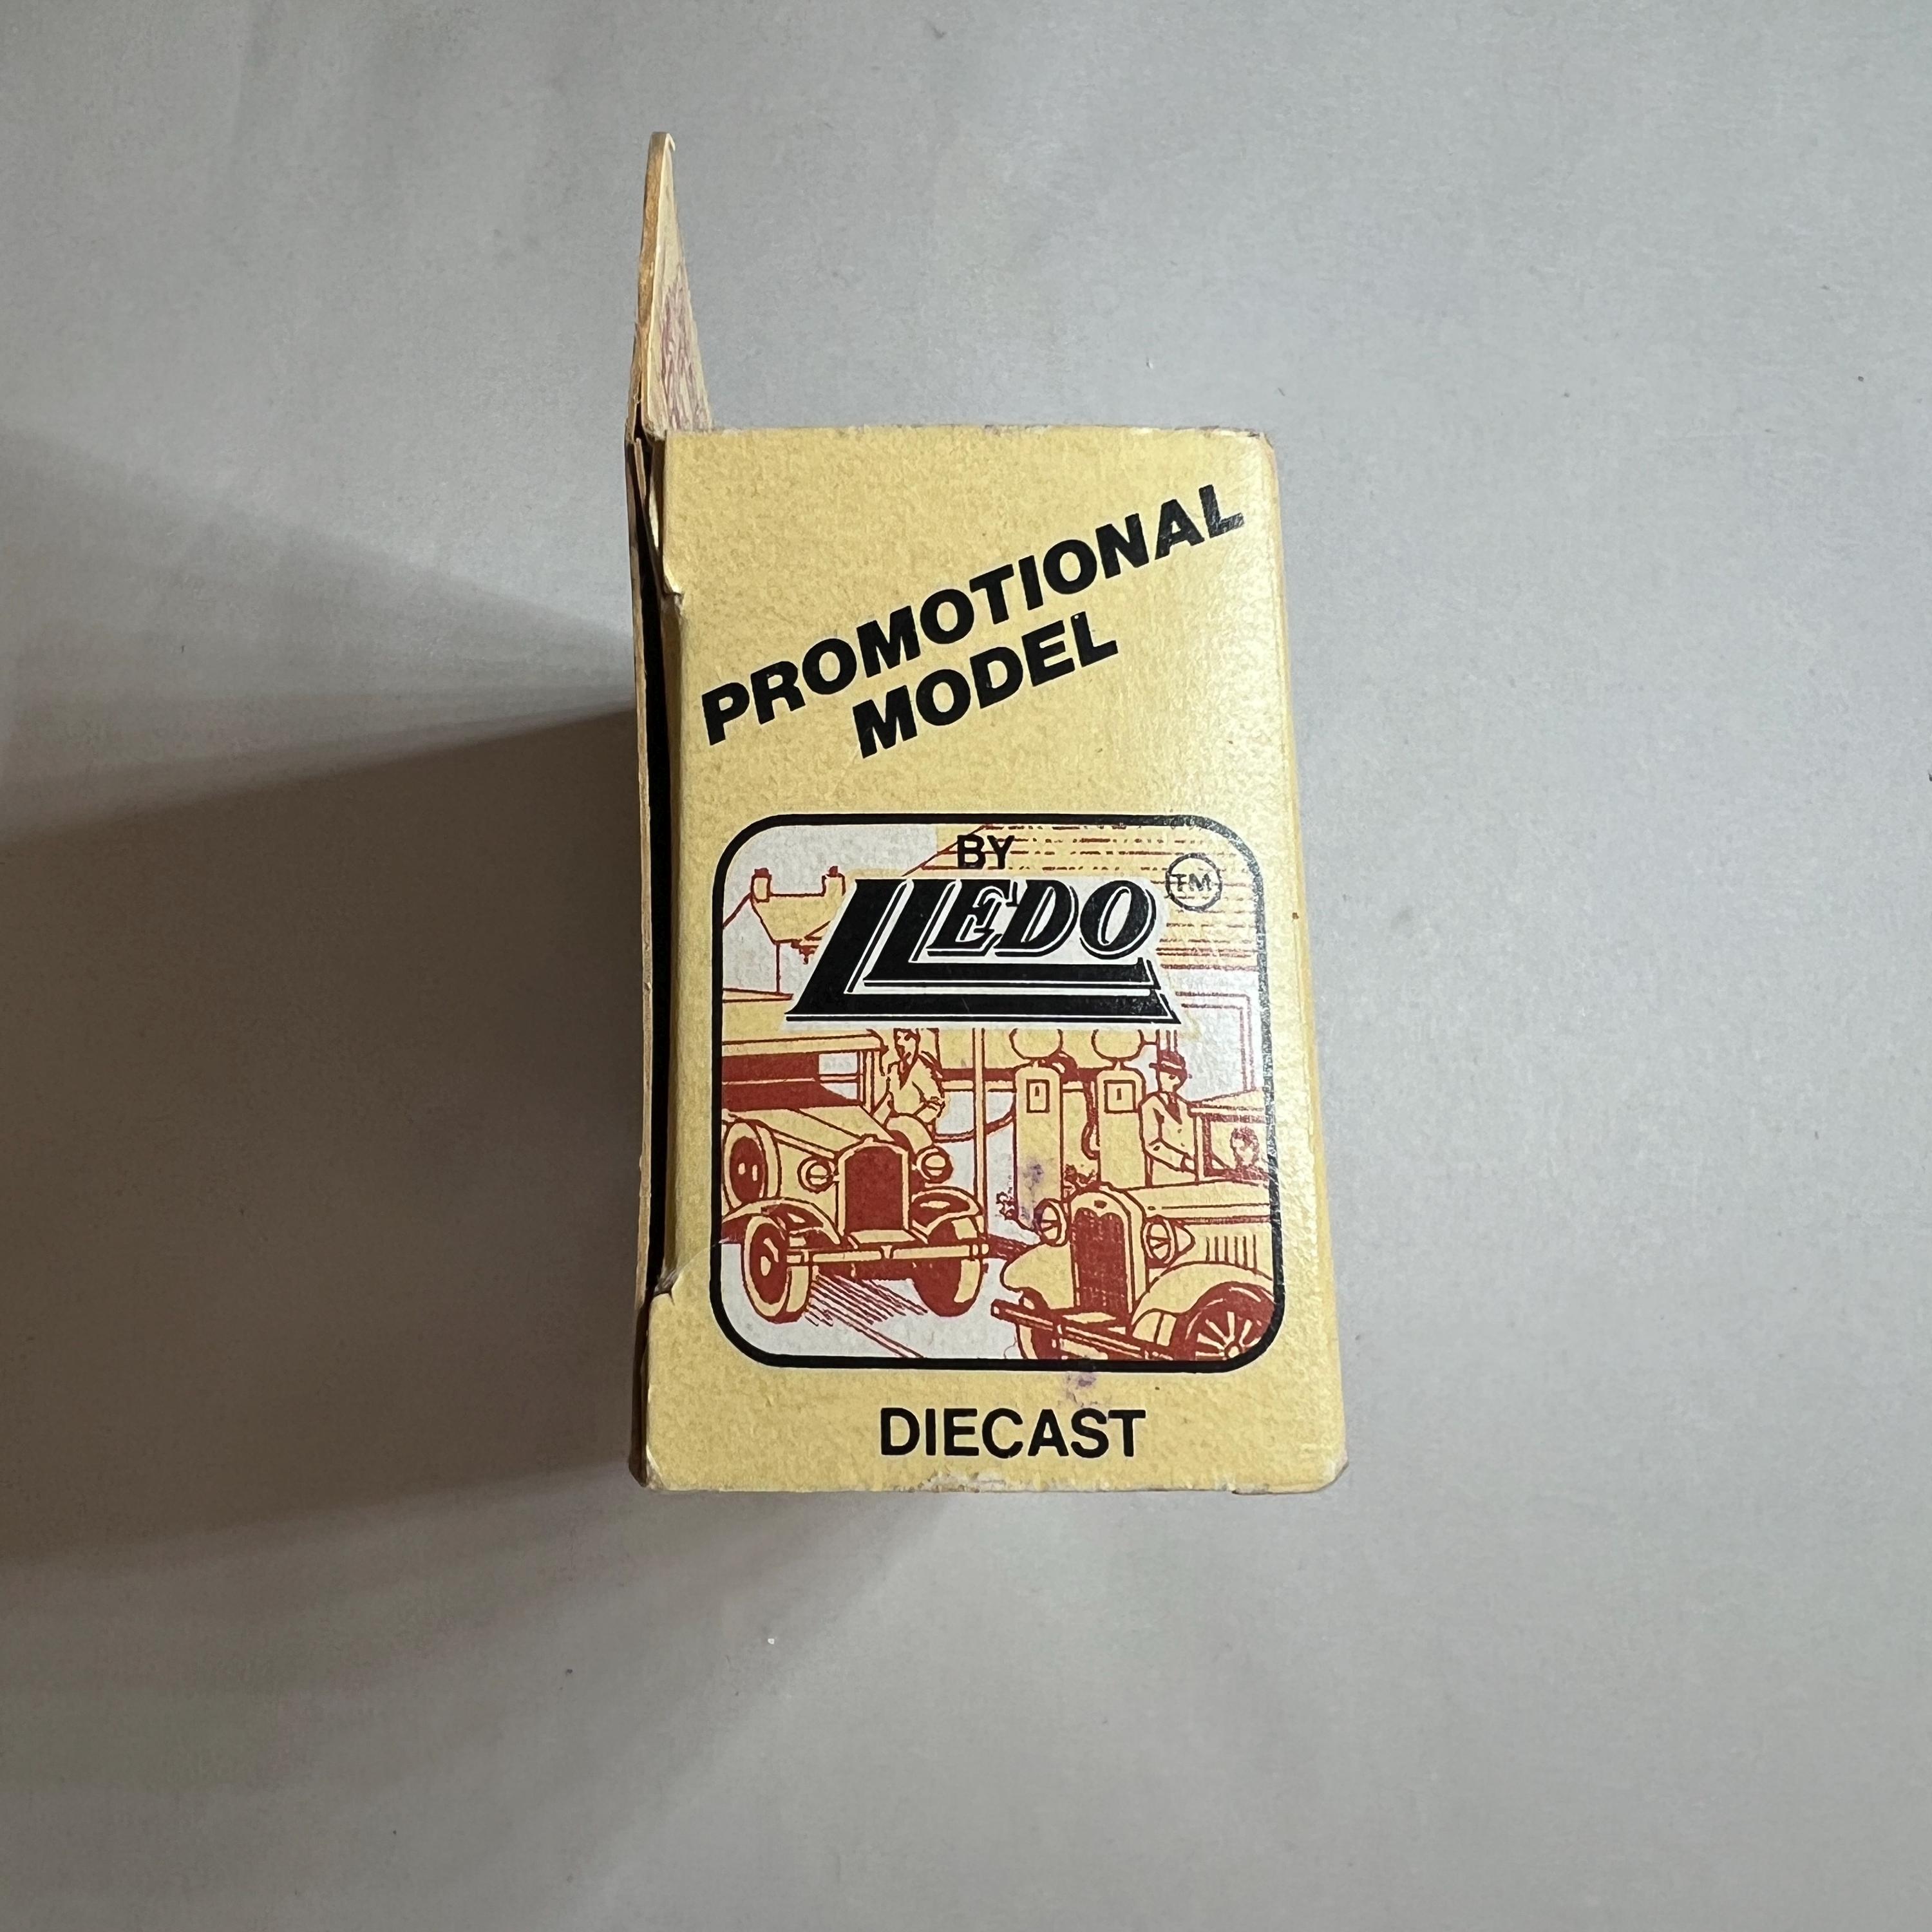 PROMOTIONAL
MODEL
BY
LLEDO TM
DIECAST